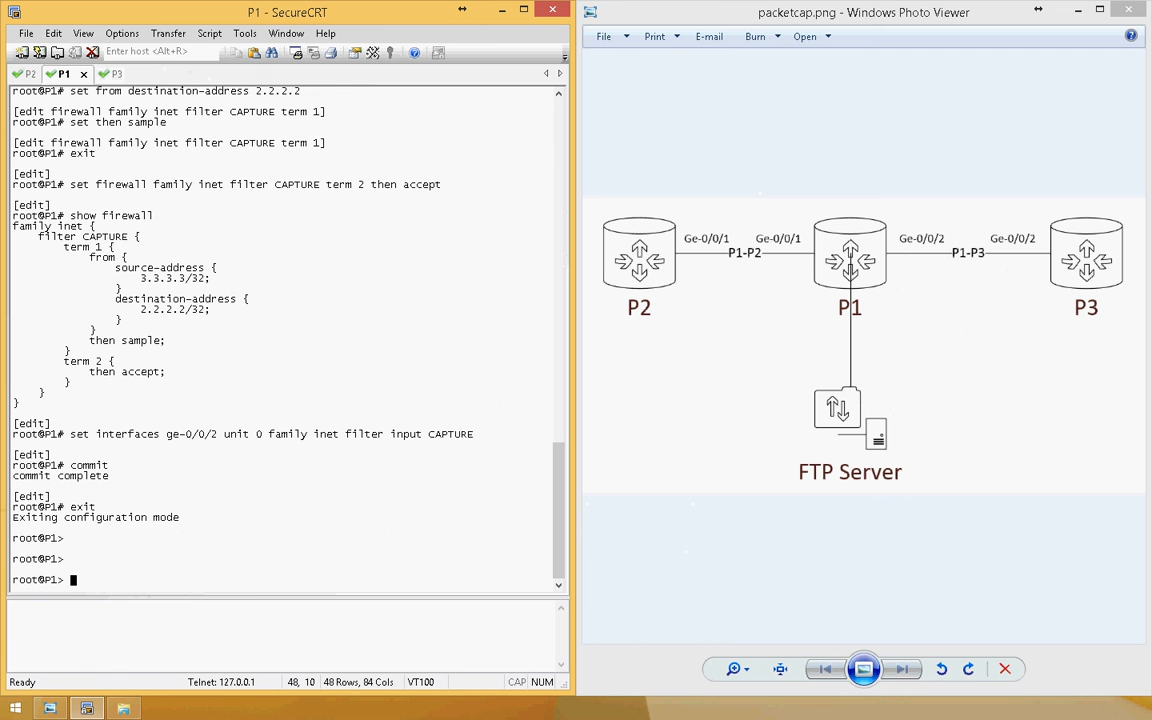 P1 - SecureCRT
File Edit View Options Transfer Script Tools Window Help
Enter host <Alt+R>
P2 P1 P3
root@P1# set from destination-address 2.2.2.2
[edit firewall family inet filter CAPTURE term 1]
root@P1# set then sample
[edit firewall family inet filter CAPTURE term 1]
root@P1# exit
[edit]
root@P1# set firewall family inet filter CAPTURE term 2 then accept
[edit]
root@P1# show firewall
family inet {
filter CAPTURE {
term 1 {
from {
source-address {
3.3.3.3/32;
}
destination-address {
2.2.2.2/32;
}
}
then sample;
}
term 2 {
then accept;
}
}
}
[edit]
root@P1# set interfaces ge-0/0/2 unit 0 family inet filter input CAPTURE
[edit]
root@P1# commit
commit complete
[edit]
root@P1# exit
Exiting configuration mode
root@P1>
root@P1>
root@P1>
Ready Telnet: 127.0.0.1 48, 10 48 Rows, 84 Cols VT100 CAP NUM
packetcap.png - Windows Photo Viewer
File Print E-mail Burn Open
Ge-0/0/1 Ge-0/0/1 Ge-0/0/2 Ge-0/0/2
P1-P2 P1-P3
P2 P1 P3
FTP Server